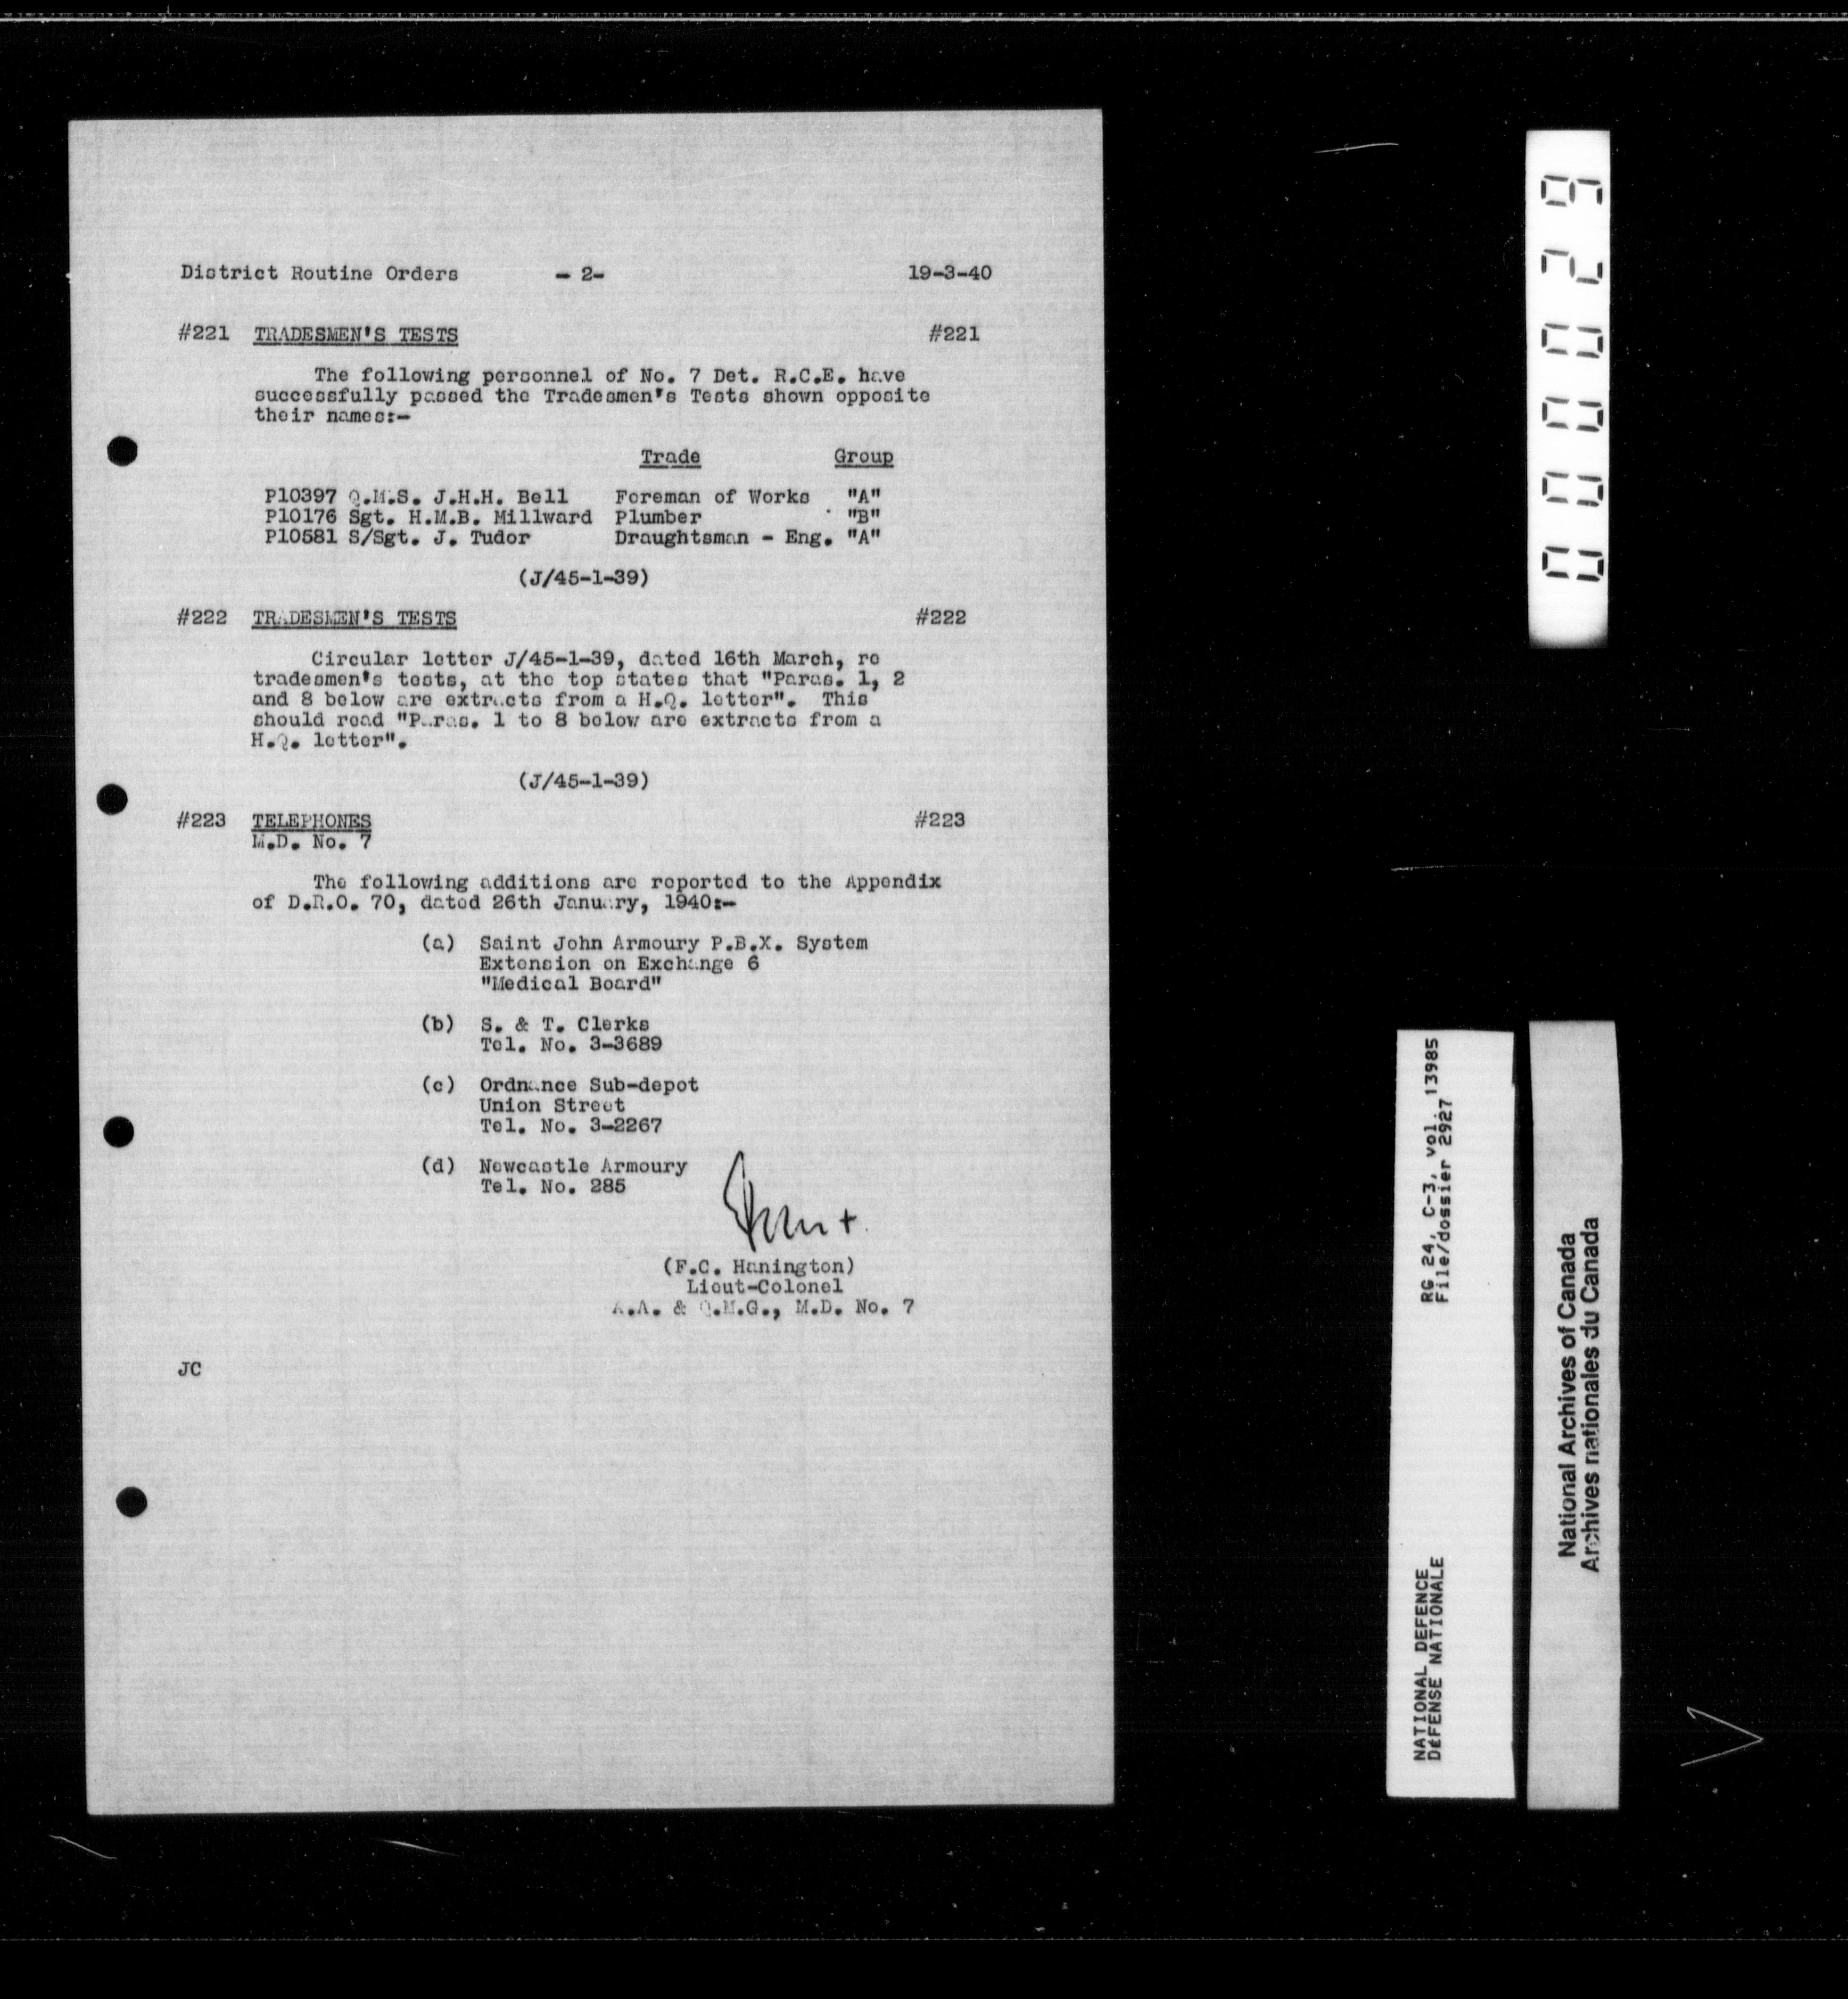 District Routine Orders - 2- 19-3-40
#221 TRADESMEN'S TESTS #221
The following personnel of No. 7 Det. R.C.E. have
successfully passed the Tradesmen's Tests shown opposite
their names:-
Trade Group
P10397 Q.M.S. J.H.H. Bell Foreman of Works "A"
P10176 Sgt. H.M.B. Millward Plumber "B"
P10581 S/Sgt. J. Tudor Draughtsman - Eng. "A"
(J/45-1-39)
#222 TRADESMEN'S TESTS #222
Circular letter J/45-1-39, dated 16th March, re
tradesmen's tests, at the top states that "Paras. 1, 2
and 8 below are extracts from a H.Q. letter". This
should read "Paras. 1 to 8 below are extracts from a
H.Q. letter".
(J/45-1-39)
#223 TELEPHONES #223
M.D. No. 7
The following additions are reported to the Appendix
of D.R.O. 70, dated 26th January, 1940:-
(a) Saint John Armoury P.B.X. System
Extension on Exchange 6
"Medical Board"
(b) S. & T. Clerks
Tel. No. 3-3689
(c) Ordnance Sub-depot
Union Street
Tel. No. 3-2267
(d) Newcastle Armoury
Tel. No. 285
(F.C. Hanington)
Lieut-Colonel
A.A. & Q.M.G., M.D. No. 7
JC
000029
RG 24, C-3, vol. 13985
File/dossier 2927
NATIONAL DEFENCE
DÉFENSE NATIONALE
National Archives of Canada
Archives nationales du Canada